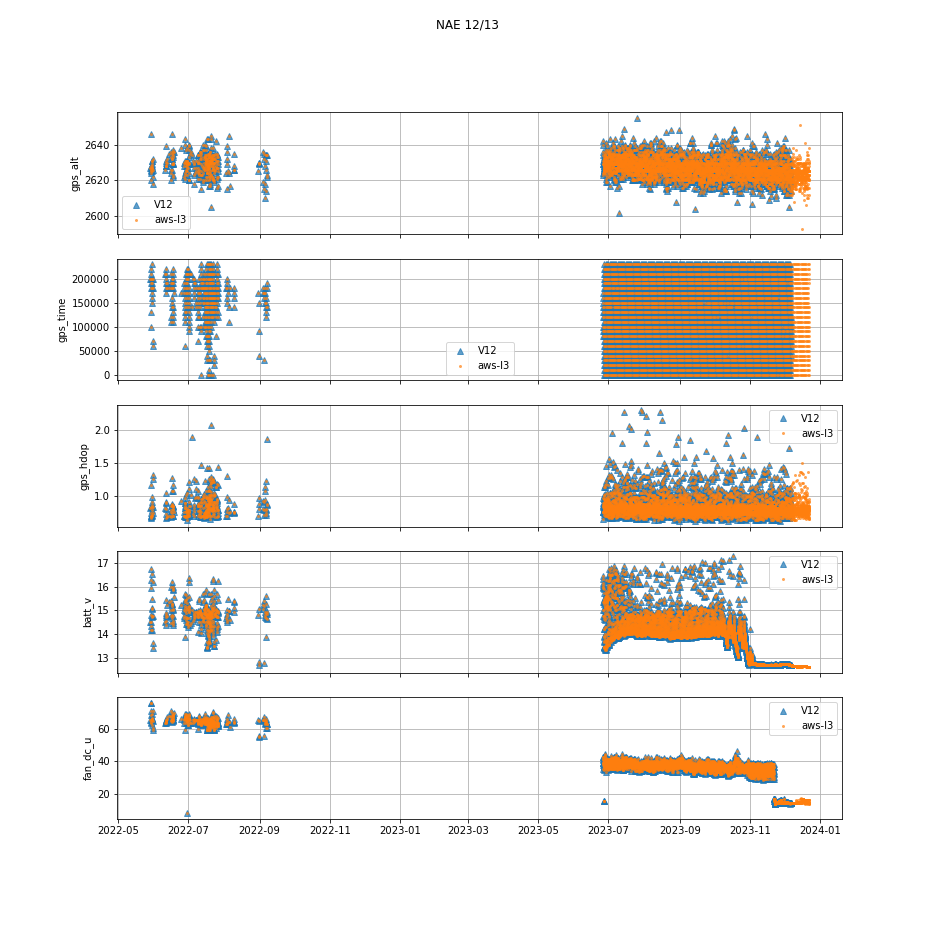 NAE 12/13
gps_alt
2640
2620
2600
V12
aws-l3
gps_time
200000
150000
100000
50000
0
V12
aws-l3
gps_hdop
2.0
1.5
1.0
V12
aws-l3
batt_v
17
16
15
14
13
V12
aws-l3
fan_dc_u
60
40
20
V12
aws-l3
2022-05 2022-07 2022-09 2022-11 2023-01 2023-03 2023-05 2023-07 2023-09 2023-11 2024-01